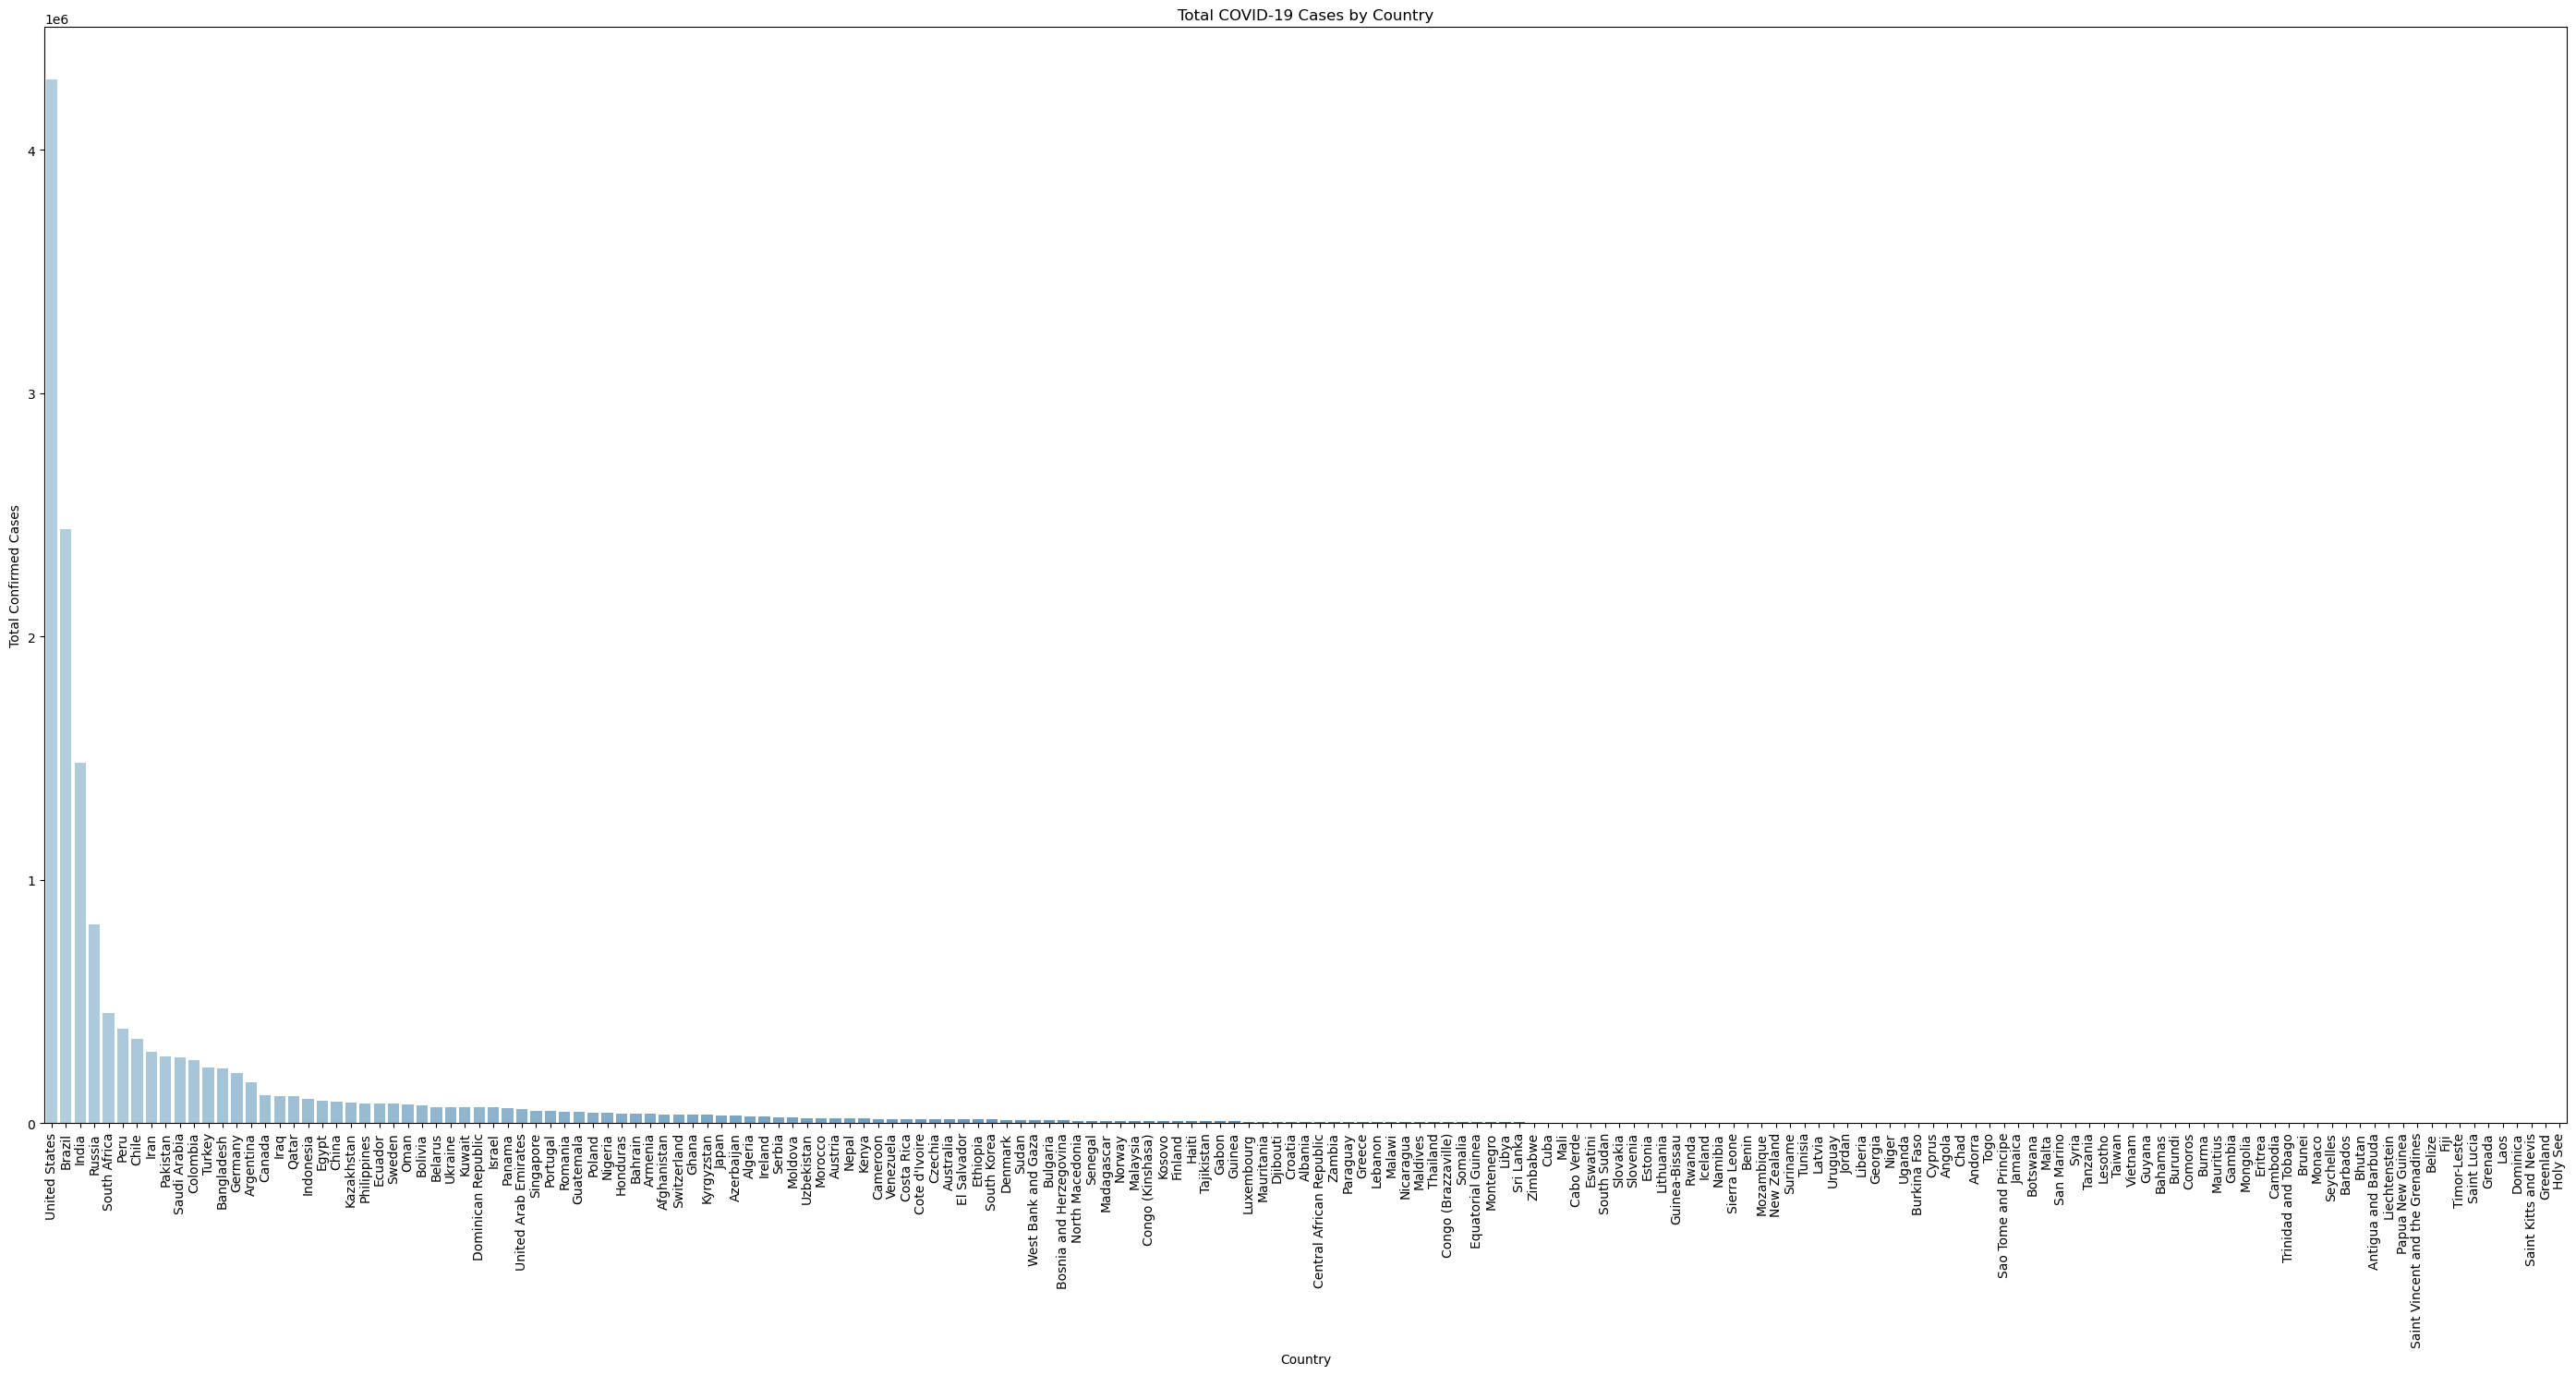 Total COVID-19 Cases by Country
1e6
4
3
2
1
0
Total Confirmed Cases
United States
Brazil
India
Russia
South Africa
Peru
Chile
Iran
Pakistan
Saudi Arabia
Colombia
Turkey
Bangladesh
Germany
Argentina
Canada
Iraq
Qatar
Indonesia
Egypt
China
Kazakhstan
Philippines
Ecuador
Sweden
Oman
Bolivia
Belarus
Ukraine
Kuwait
Dominican Republic
Israel
Panama
United Arab Emirates
Singapore
Portugal
Romania
Guatemala
Poland
Nigeria
Honduras
Bahrain
Armenia
Afghanistan
Switzerland
Ghana
Kyrgyzstan
Japan
Azerbaijan
Algeria
Ireland
Serbia
Moldova
Uzbekistan
Morocco
Austria
Nepal
Kenya
Cameroon
Venezuela
Costa Rica
Cote d'Ivoire
Czechia
Australia
El Salvador
Ethiopia
South Korea
Denmark
Sudan
West Bank and Gaza
Bulgaria
Bosnia and Herzegovina
North Macedonia
Senegal
Madagascar
Norway
Malaysia
Congo (Kinshasa)
Kosovo
Finland
Haiti
Tajikistan
Gabon
Guinea
Luxembourg
Mauritania
Djibouti
Croatia
Albania
Central African Republic
Zambia
Paraguay
Greece
Lebanon
Malawi
Nicaragua
Maldives
Thailand
Congo (Brazzaville)
Somalia
Equatorial Guinea
Montenegro
Libya
Sri Lanka
Zimbabwe
Cuba
Mali
Cabo Verde
Eswatini
South Sudan
Slovakia
Slovenia
Estonia
Lithuania
Guinea-Bissau
Rwanda
Iceland
Namibia
Sierra Leone
Benin
Mozambique
New Zealand
Suriname
Tunisia
Latvia
Uruguay
Jordan
Liberia
Georgia
Niger
Uganda
Burkina Faso
Cyprus
Angola
Chad
Andorra
Togo
Sao Tome and Principe
Jamaica
Botswana
Malta
San Marino
Syria
Tanzania
Lesotho
Taiwan
Vietnam
Guyana
Bahamas
Burundi
Comoros
Burma
Mauritius
Gambia
Mongolia
Eritrea
Cambodia
Trinidad and Tobago
Brunei
Monaco
Seychelles
Barbados
Bhutan
Antigua and Barbuda
Liechtenstein
Papua New Guinea
Saint Vincent and the Grenadines
Belize
Fiji
Timor-Leste
Saint Lucia
Grenada
Laos
Dominica
Saint Kitts and Nevis
Greenland
Holy See
Country